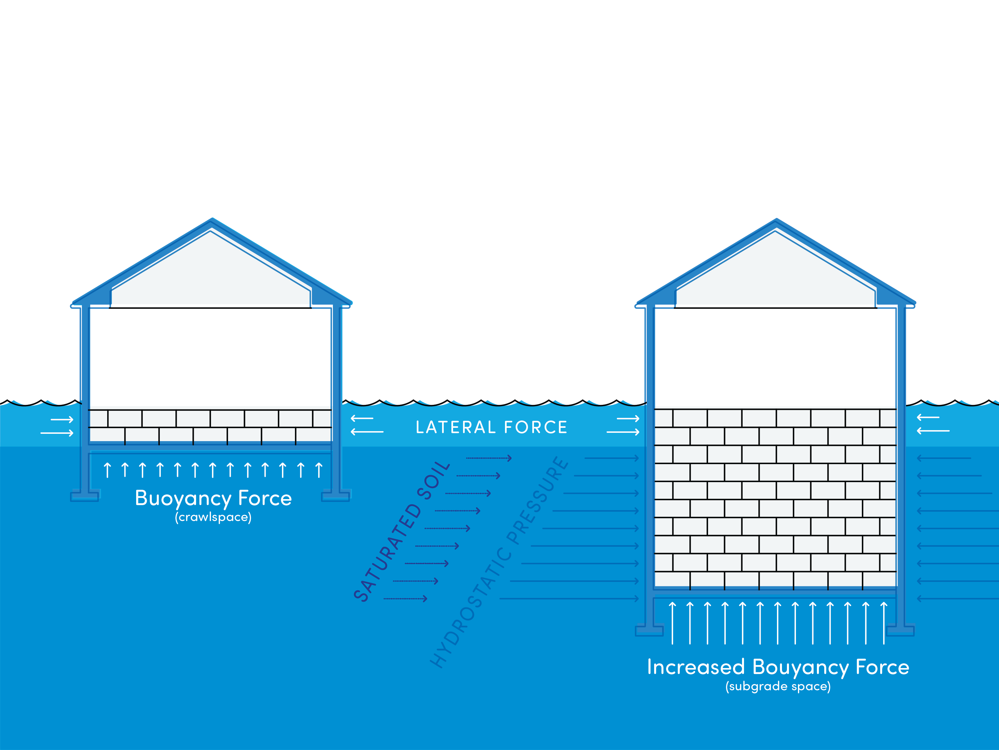 LATERAL FORCE
SATURATED SOIL
HYDROSTATIC PRESSURE
Buoyancy Force
(crawlspace)
Increased Bouyancy Force
(subgrade space)